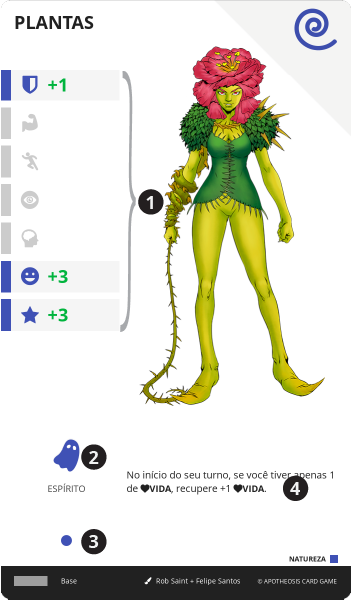 PLANTAS
+1
1
+3
+3
2
ESPÍRITO
No início do seu turno, se você tiver apenas 1
de VIDA, recupere +1 VIDA.
4
3
NATUREZA
Base
Rob Saint + Felipe Santos
© APOTHEOSIS CARD GAME